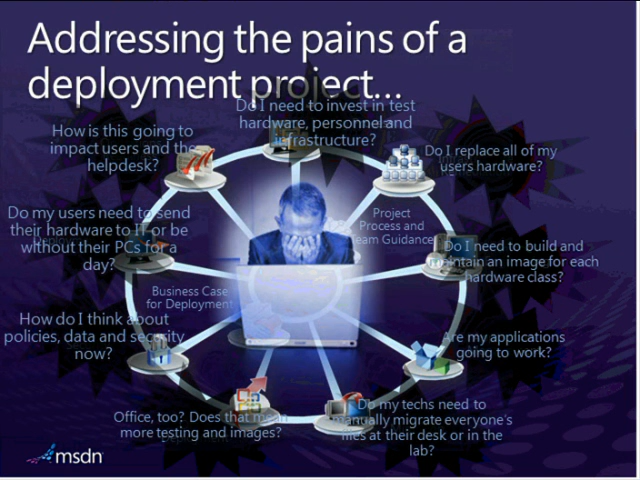 Addressing the pains of a
deployment project...
Do I need to invest in test
hardware, personnel and
infrastructure?
How is this going to
impact users and the
helpdesk?
Do I replace all of my
users hardware?
Do my users need to send
their hardware to IT or be
without their PCs for a
day?
Project
Process and
Team Guidance
Do I need to build and
maintain an image for each
hardware class?
Business Case
for Deployment
How do I think about
policies, data and security
now?
Are my applications
going to work?
Office, too? Does that mean
more testing and images?
Do my techs need to
manually migrate everyone's
files at their desk or in the
lab?
msdn